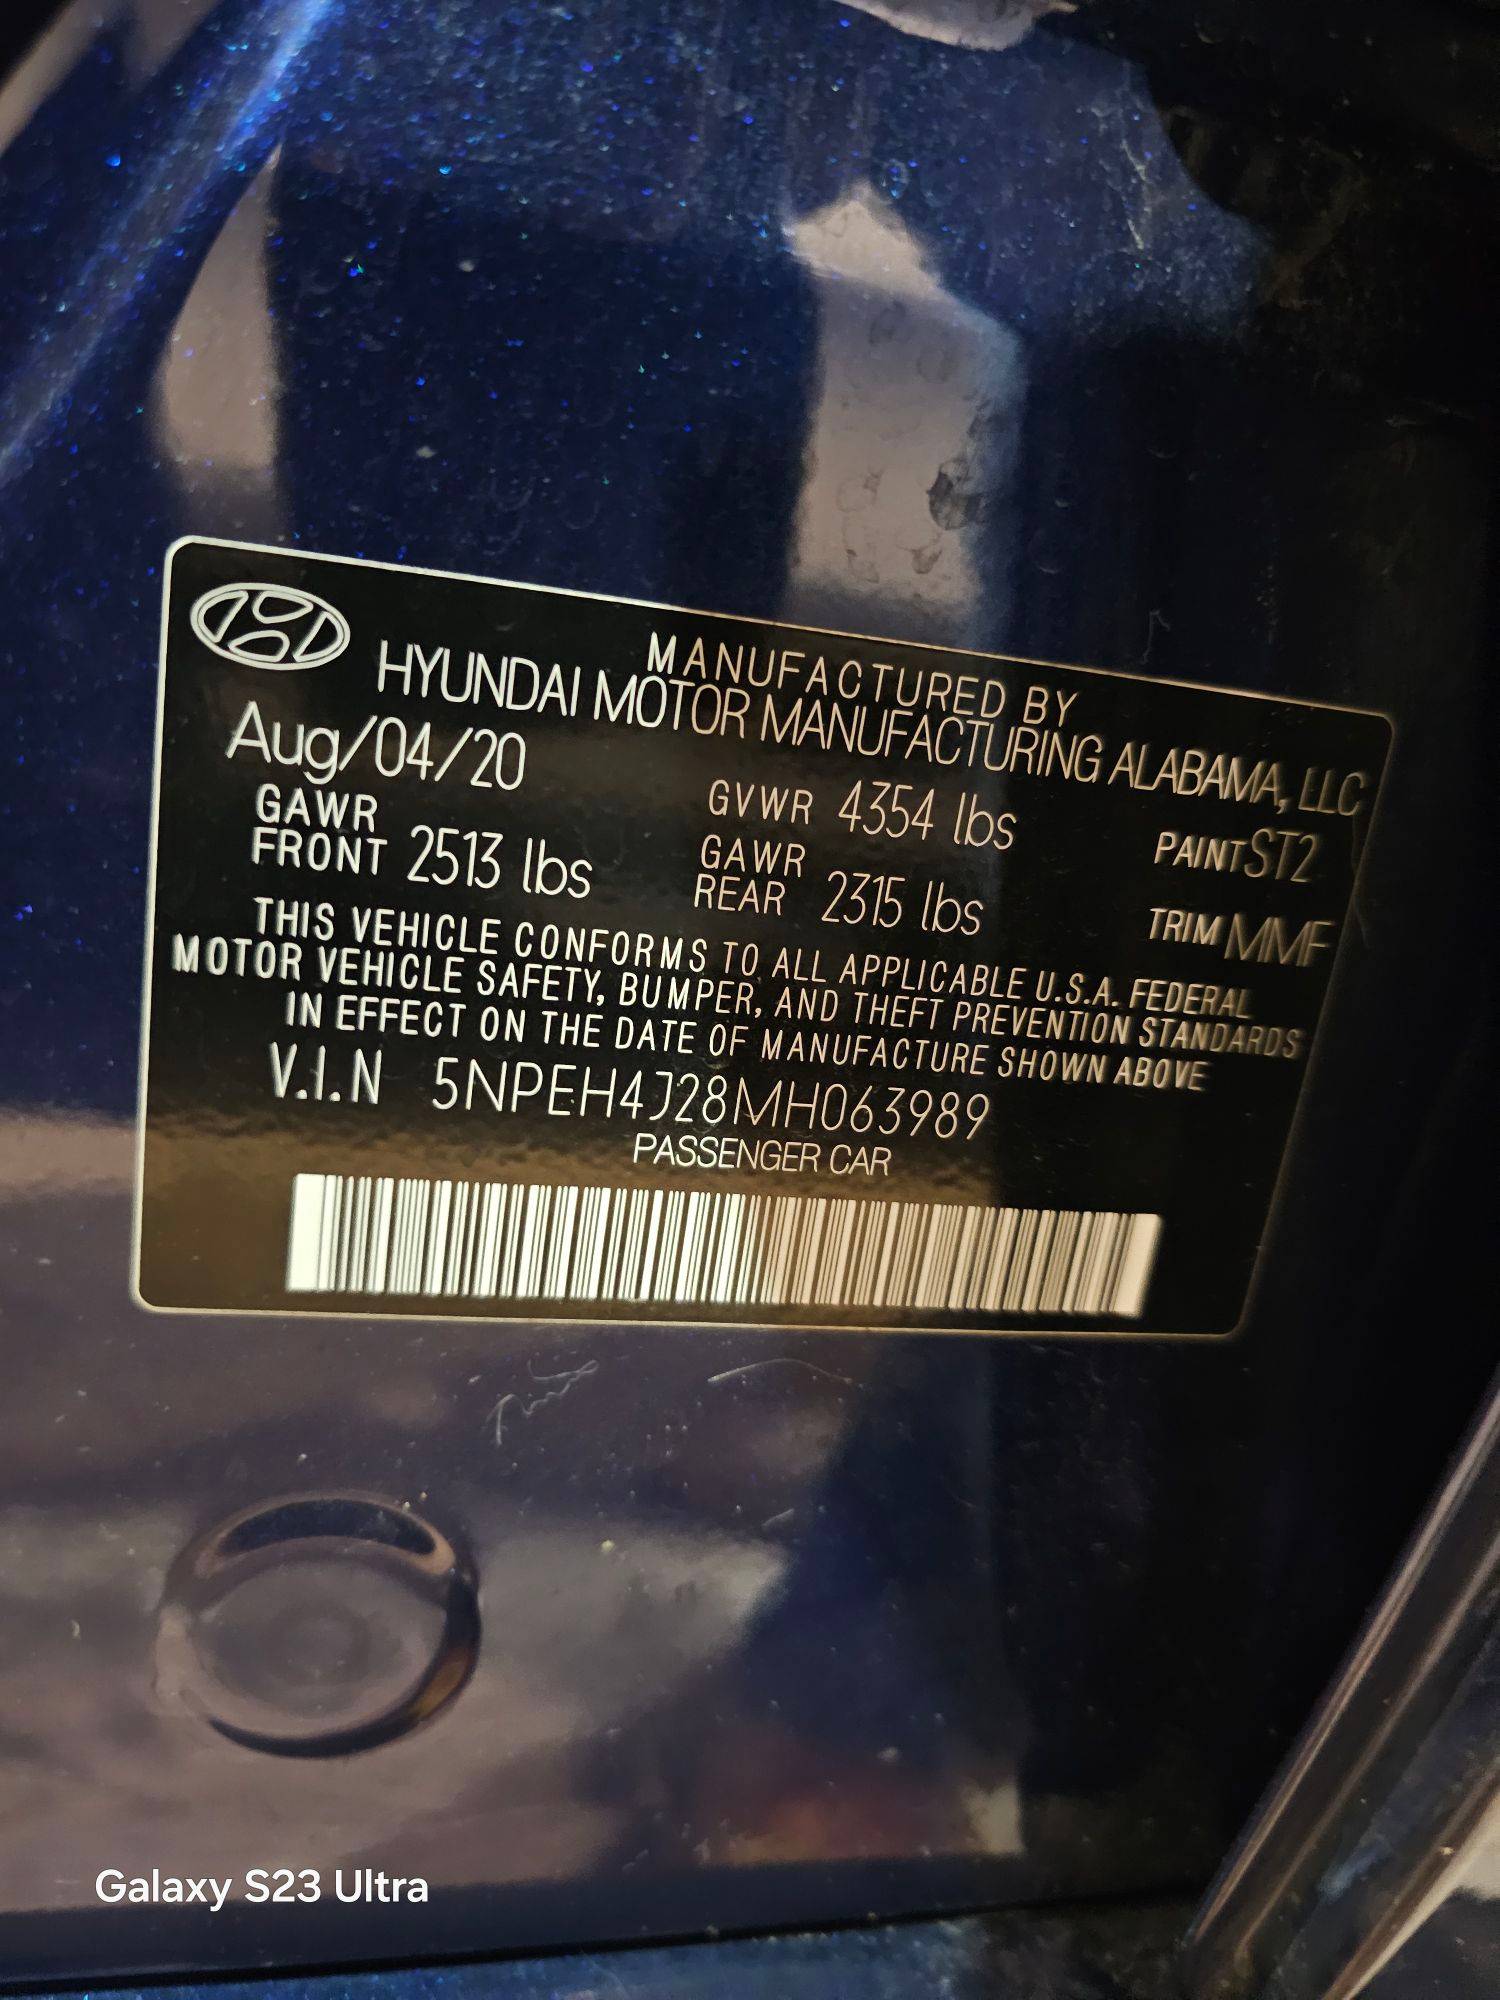 MANUFACTURED BY
HYUNDAI MOTOR MANUFACTURING ALABAMA, LLC
Aug/04/20
GVWR 4354 lbs
PAINT ST2
GAWR FRONT 2513 lbs
GAWR REAR 2315 lbs
TRIM MMF
THIS VEHICLE CONFORMS TO ALL APPLICABLE U.S.A. FEDERAL
MOTOR VEHICLE SAFETY, BUMPER, AND THEFT PREVENTION STANDARDS
IN EFFECT ON THE DATE OF MANUFACTURE SHOWN ABOVE
V.I.N 5NPEH4J28MH063989
PASSENGER CAR
Galaxy S23 Ultra